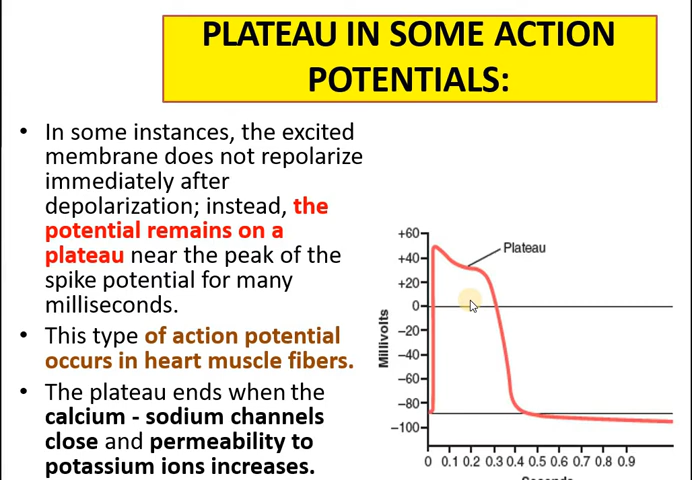 PLATEAU IN SOME ACTION
POTENTIALS:
• In some instances, the excited
membrane does not repolarize
immediately after
depolarization; instead, the
potential remains on a
plateau near the peak of the
spike potential for many
milliseconds.
• This type of action potential
occurs in heart muscle fibers.
• The plateau ends when the
calcium - sodium channels
close and permeability to
potassium ions increases.
Plateau
Millivolts
+60
+40
+20
0
−20
−40
−60
−80
−100
0 0.1 0.2 0.3 0.4 0.5 0.6 0.7 0.8 0.9
Seconds